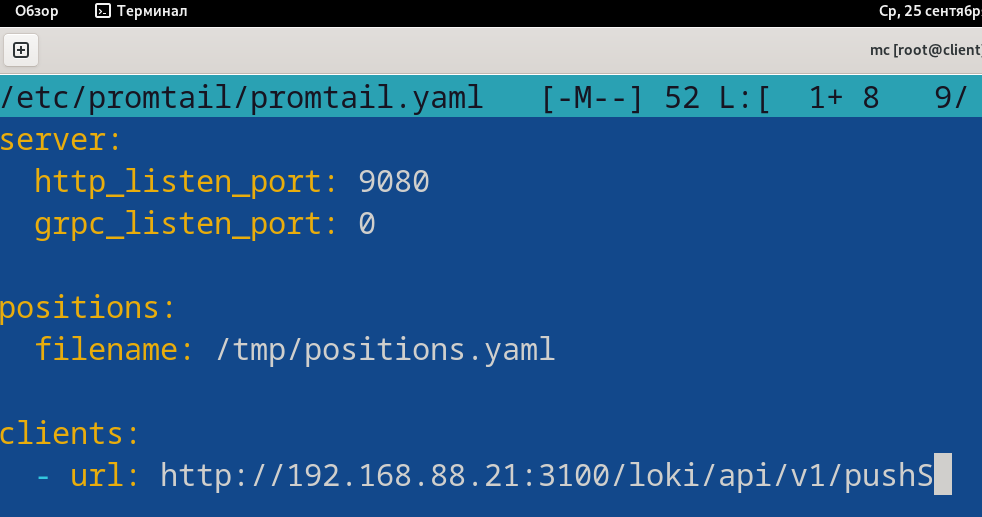 Обзор Терминал Ср, 25 сентябр
mc [root@client
/etc/promtail/promtail.yaml [-M--] 52 L:[ 1+ 8 9/
server:
  http_listen_port: 9080
  grpc_listen_port: 0
positions:
  filename: /tmp/positions.yaml
clients:
  - url: http://192.168.88.21:3100/loki/api/v1/pushS